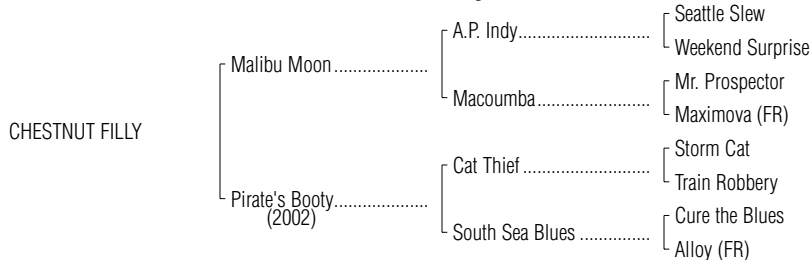 Seattle Slew
A.P. Indy..............................
Weekend Surprise
Malibu Moon .....................
Mr. Prospector
Macoumba..........................
Maximova (FR)
CHESTNUT FILLY
Storm Cat
Cat Thief .............................
Train Robbery
Pirate's Booty.....................
(2002)
Cure the Blues
South Sea Blues ................
Alloy (FR)